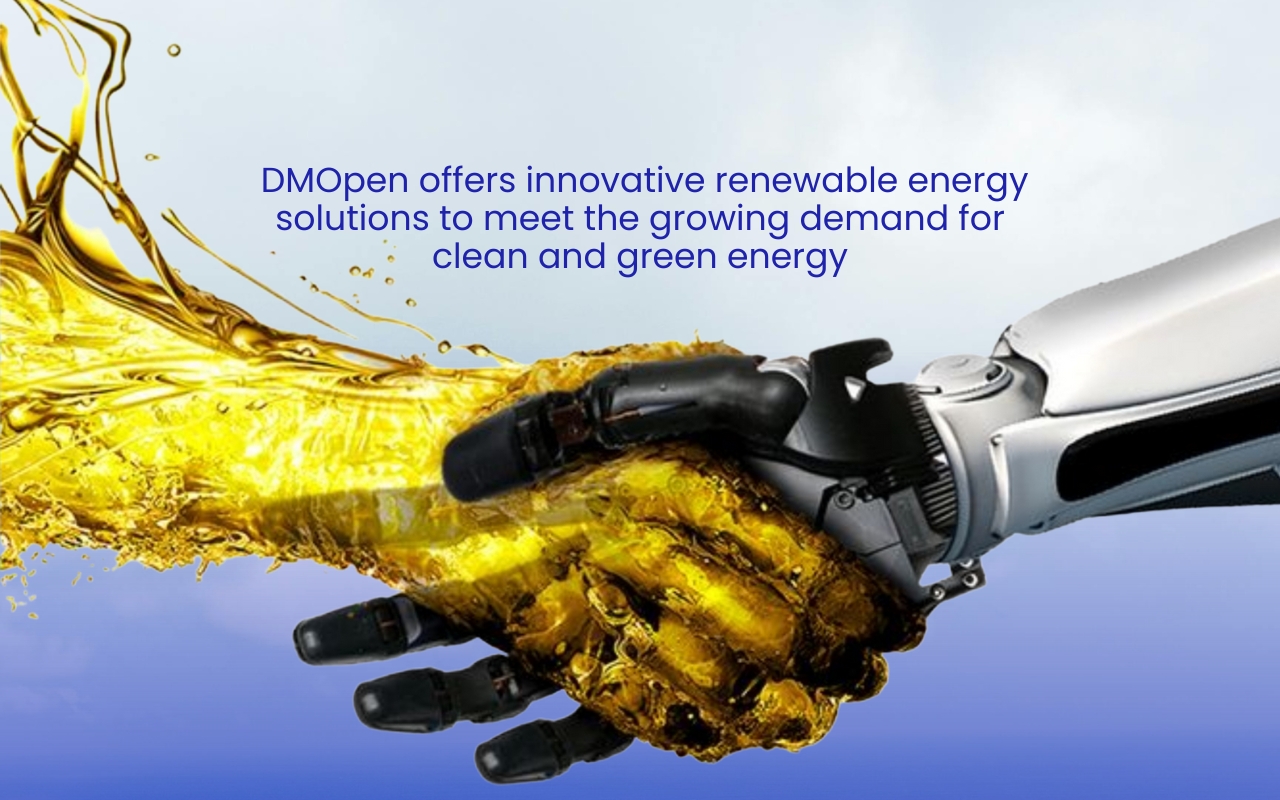 DMOpen offers innovative renewable energy
solutions to meet the growing demand for
clean and green energy